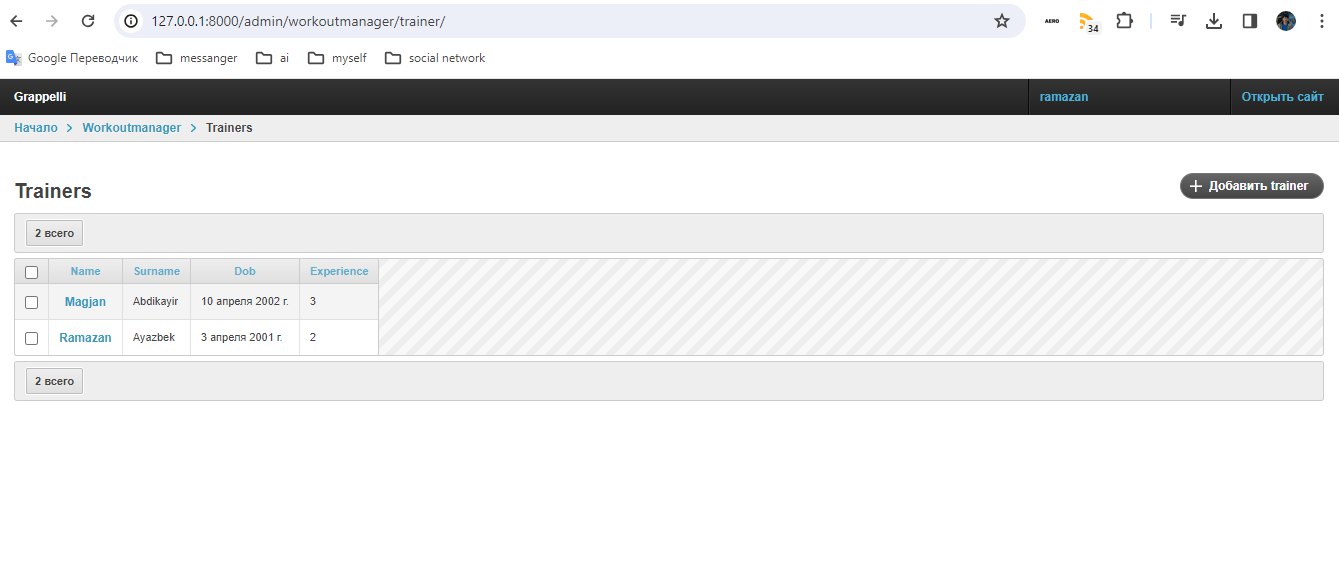 127.0.0.1:8000/admin/workoutmanager/trainer/
AERO
34
Google Переводчик messanger ai myself social network
Grappelli ramazan Открыть сайт
Начало > Workoutmanager > Trainers
Trainers
+ Добавить trainer
2 всего
Name Surname Dob Experience
Magjan Abdikayir 10 апреля 2002 г. 3
Ramazan Ayazbek 3 апреля 2001 г. 2
2 всего